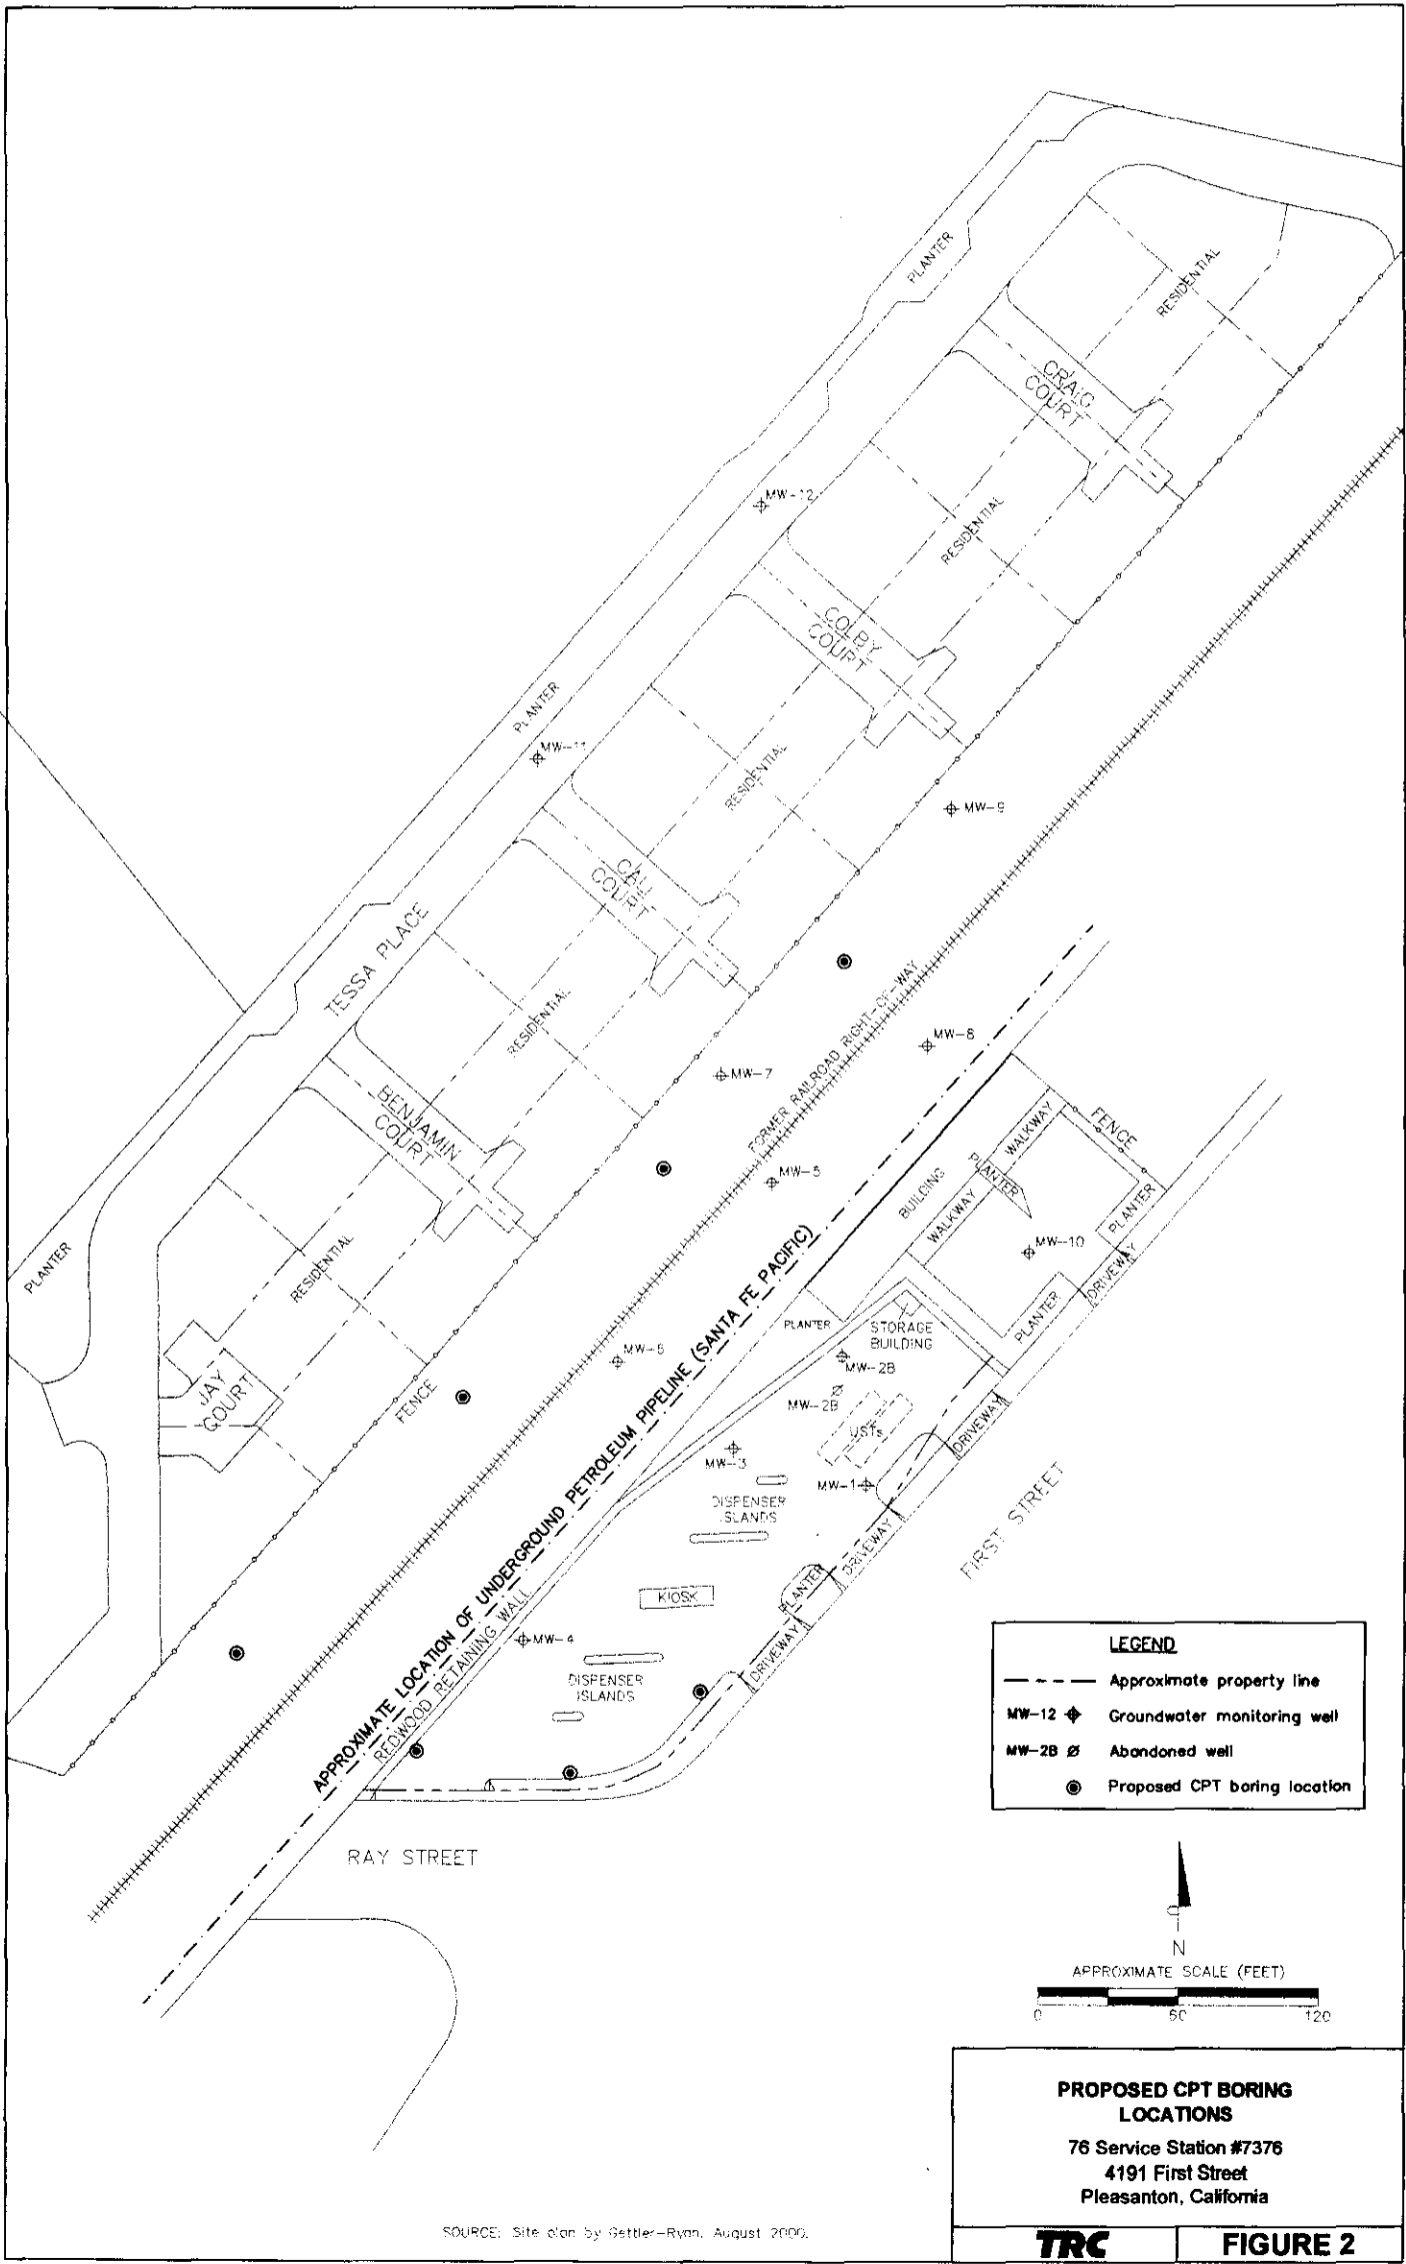 PLANTER
RESIDENTIAL
CRAIG
COURT
MW-12
RESIDENTIAL
COLBY
COURT
PLANTER
MW-11
RESIDENTIAL
MW-9
CALI
COURT
TESSA PLACE
RESIDENTIAL
FORMER RAILROAD RIGHT-OF-WAY
MW-8
MW-7
BENJAMIN
COURT
FENCE
WALKWAY
PLANTER
BUILDING
WALKWAY
MW-5
PLANTER
MW-10
DRIVEWAY
PLANTER
RESIDENTIAL
PLANTER
APPROXIMATE LOCATION OF UNDERGROUND PETROLEUM PIPELINE (SANTA FE PACIFIC)
PLANTER
STORAGE
BUILDING
MW-6
MW-2B
MW-2B
JAY
COURT
FENCE
USTs
DRIVEWAY
MW-3
MW-1
DISPENSER
ISLANDS
FIRST STREET
DRIVEWAY
PLANTER
KIOSK
REDWOOD RETAINING WALL
MW-4
DISPENSER
ISLANDS
DRIVEWAY
RAY STREET
LEGEND
Approximate property line
MW-12 Groundwater monitoring well
MW-2B Abandoned well
Proposed CPT boring location
N
APPROXIMATE SCALE (FEET)
0 60 120
PROPOSED CPT BORING
LOCATIONS
76 Service Station #7376
4191 First Street
Pleasanton, California
SOURCE: Site plan by Gettler-Ryan, August 2000.
TRC FIGURE 2